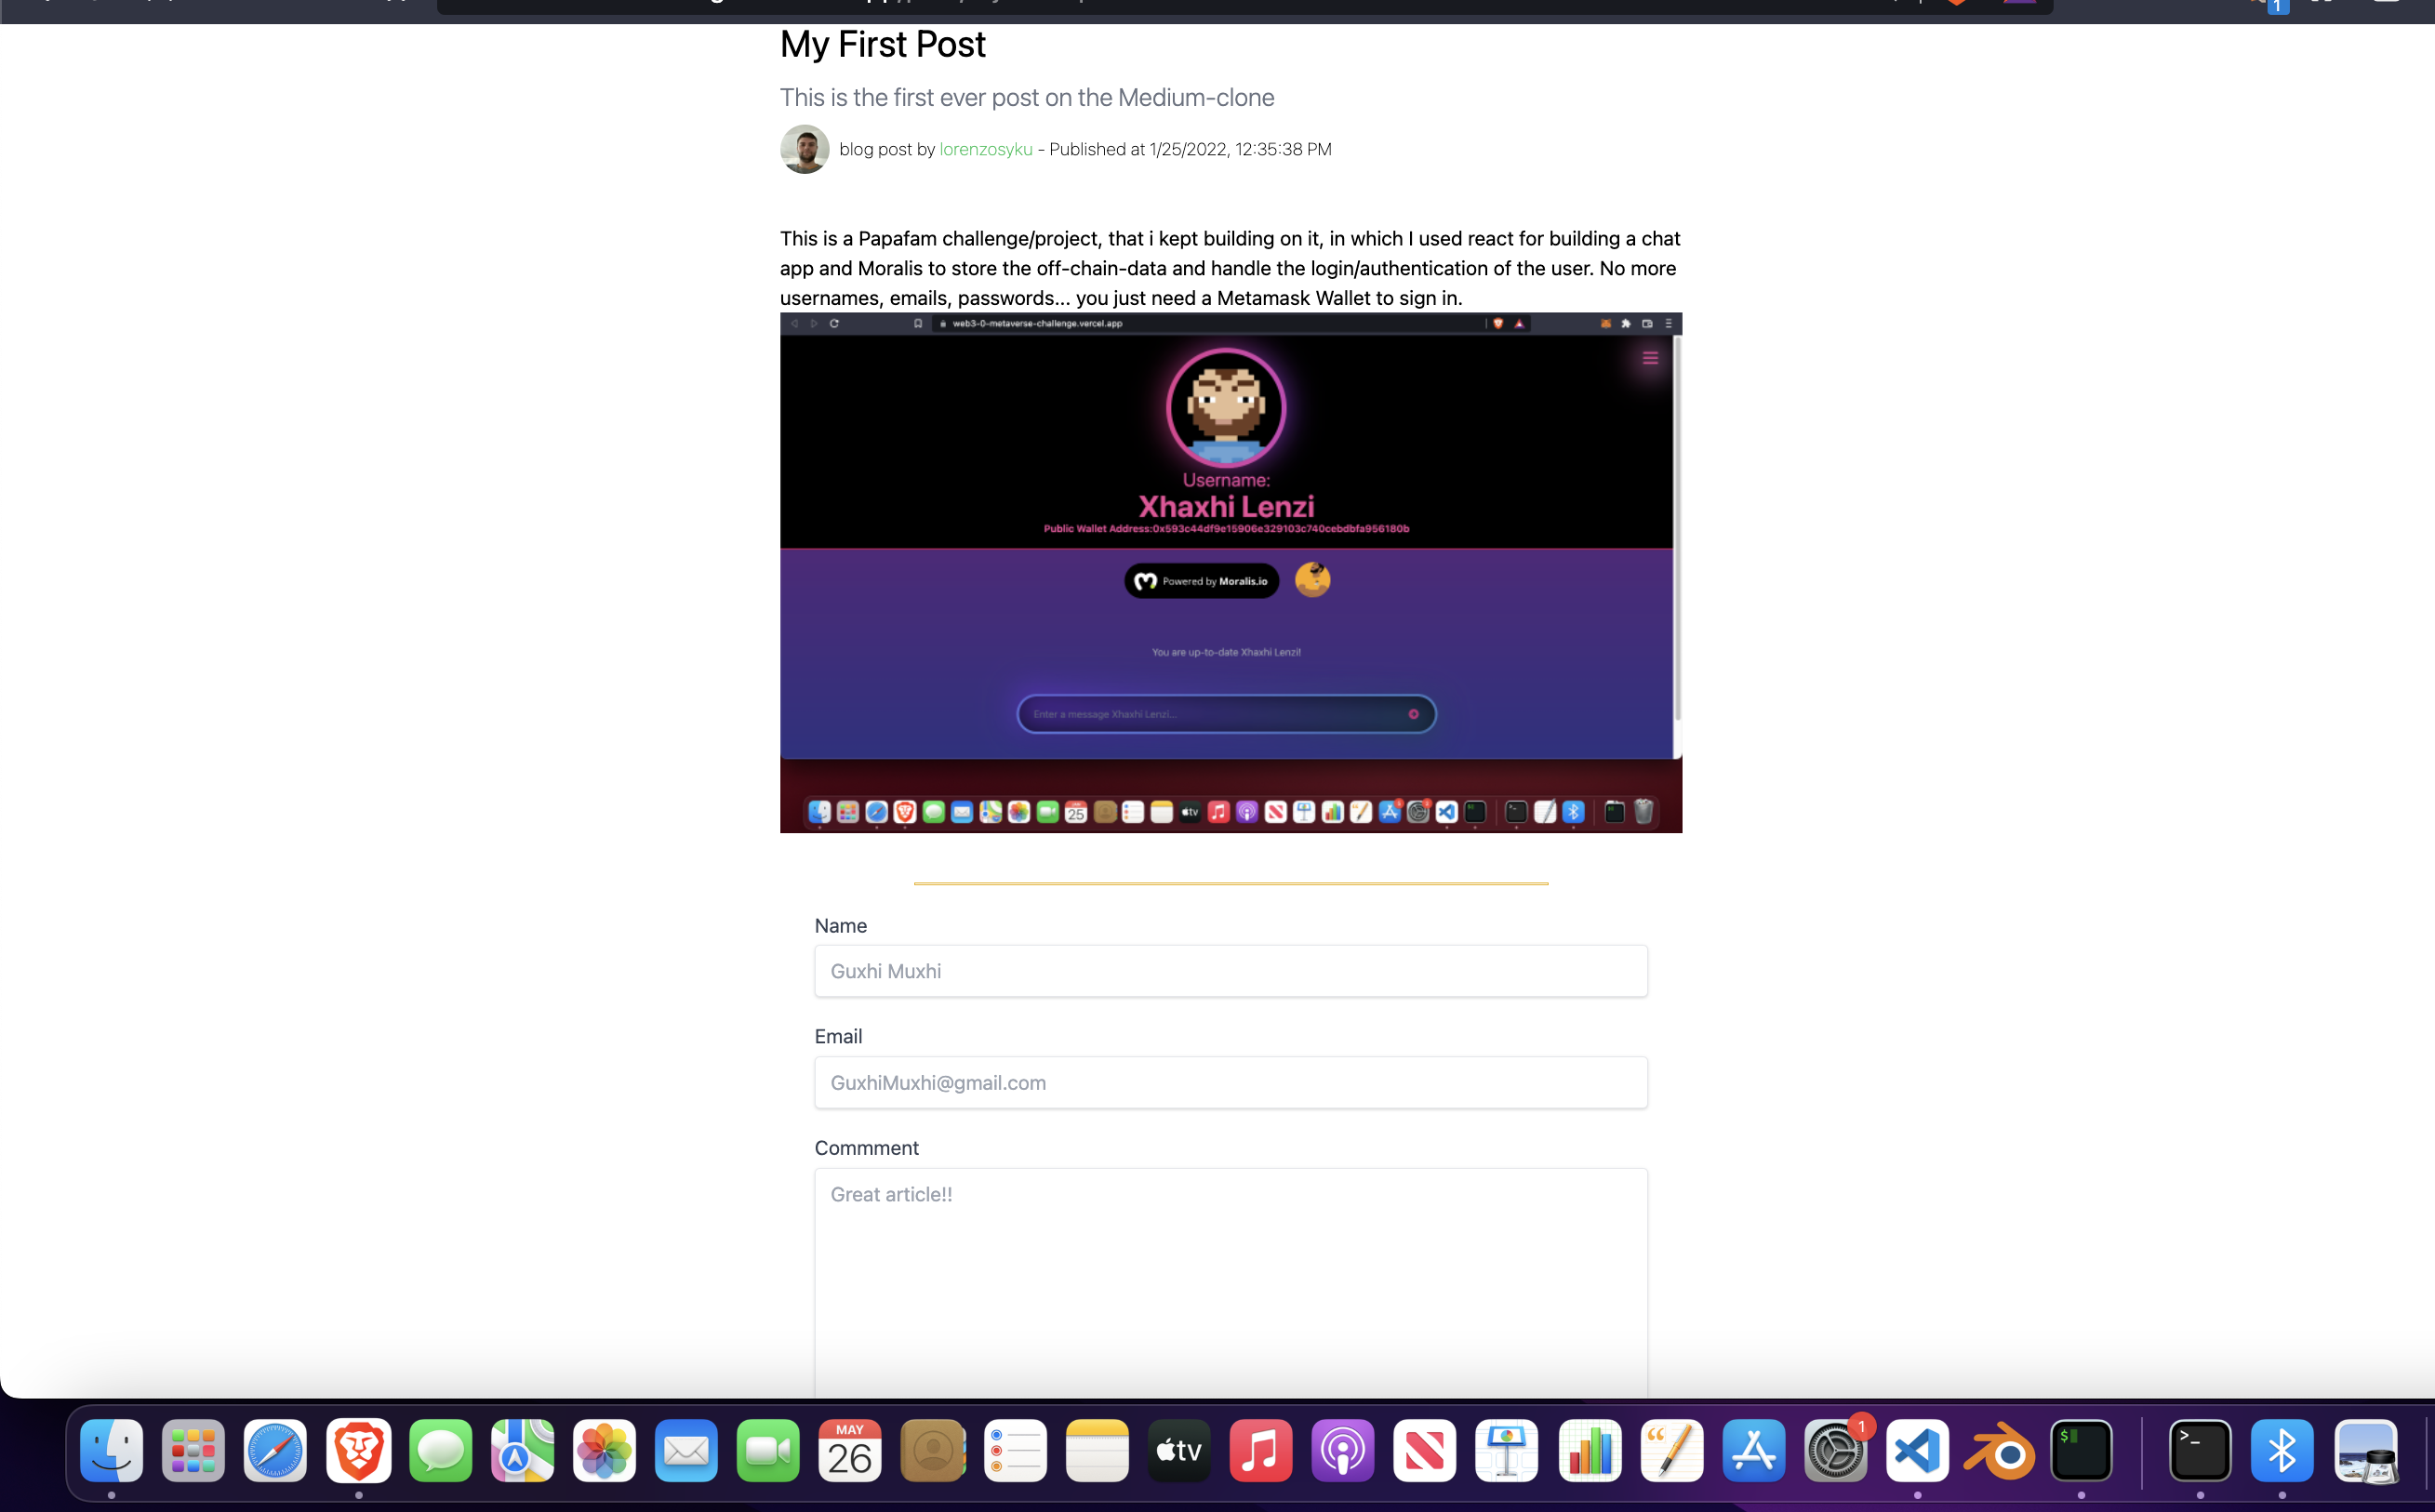 1
My First Post
This is the first ever post on the Medium-clone
blog post by lorenzosyku - Published at 1/25/2022, 12:35:38 PM
This is a Papafam challenge/project, that i kept building on it, in which I used react for building a chat
app and Moralis to store the off-chain-data and handle the login/authentication of the user. No more
usernames, emails, passwords... you just need a Metamask Wallet to sign in.
web3-0-metaverse-challenge.vercel.app
Username:
Xhaxhi Lenzi
Public Wallet Address:0x593c44df9e15906e329103c740cebdbfa956180b
Powered by Moralis.io
You are up-to-date Xhaxhi Lenzi!
Enter a message Xhaxhi Lenzi...
25
tv
Name
Guxhi Muxhi
Email
GuxhiMuxhi@gmail.com
Commment
Great article!!
MAY
26
tv
1
$
>_